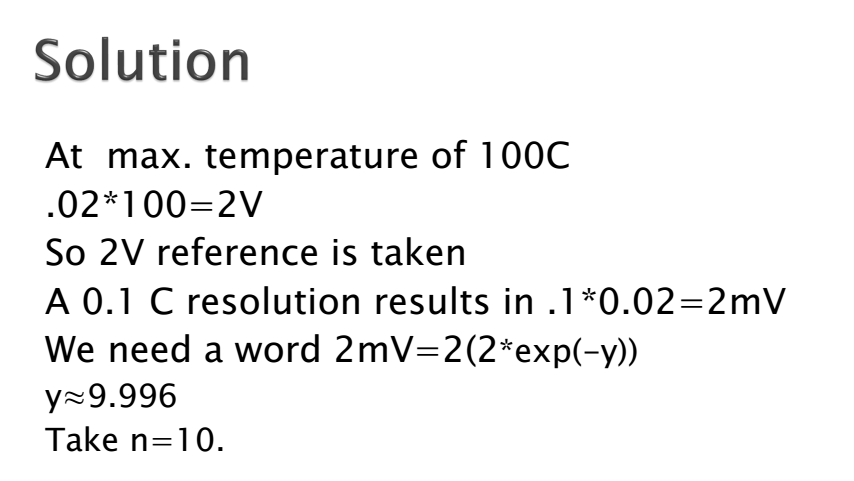 Solution
At max. temperature of 100C
.02*100=2V
So 2V reference is taken
A 0.1 C resolution results in .1*0.02=2mV
We need a word 2mV=2(2*exp(-y))
y≈9.996
Take n=10.